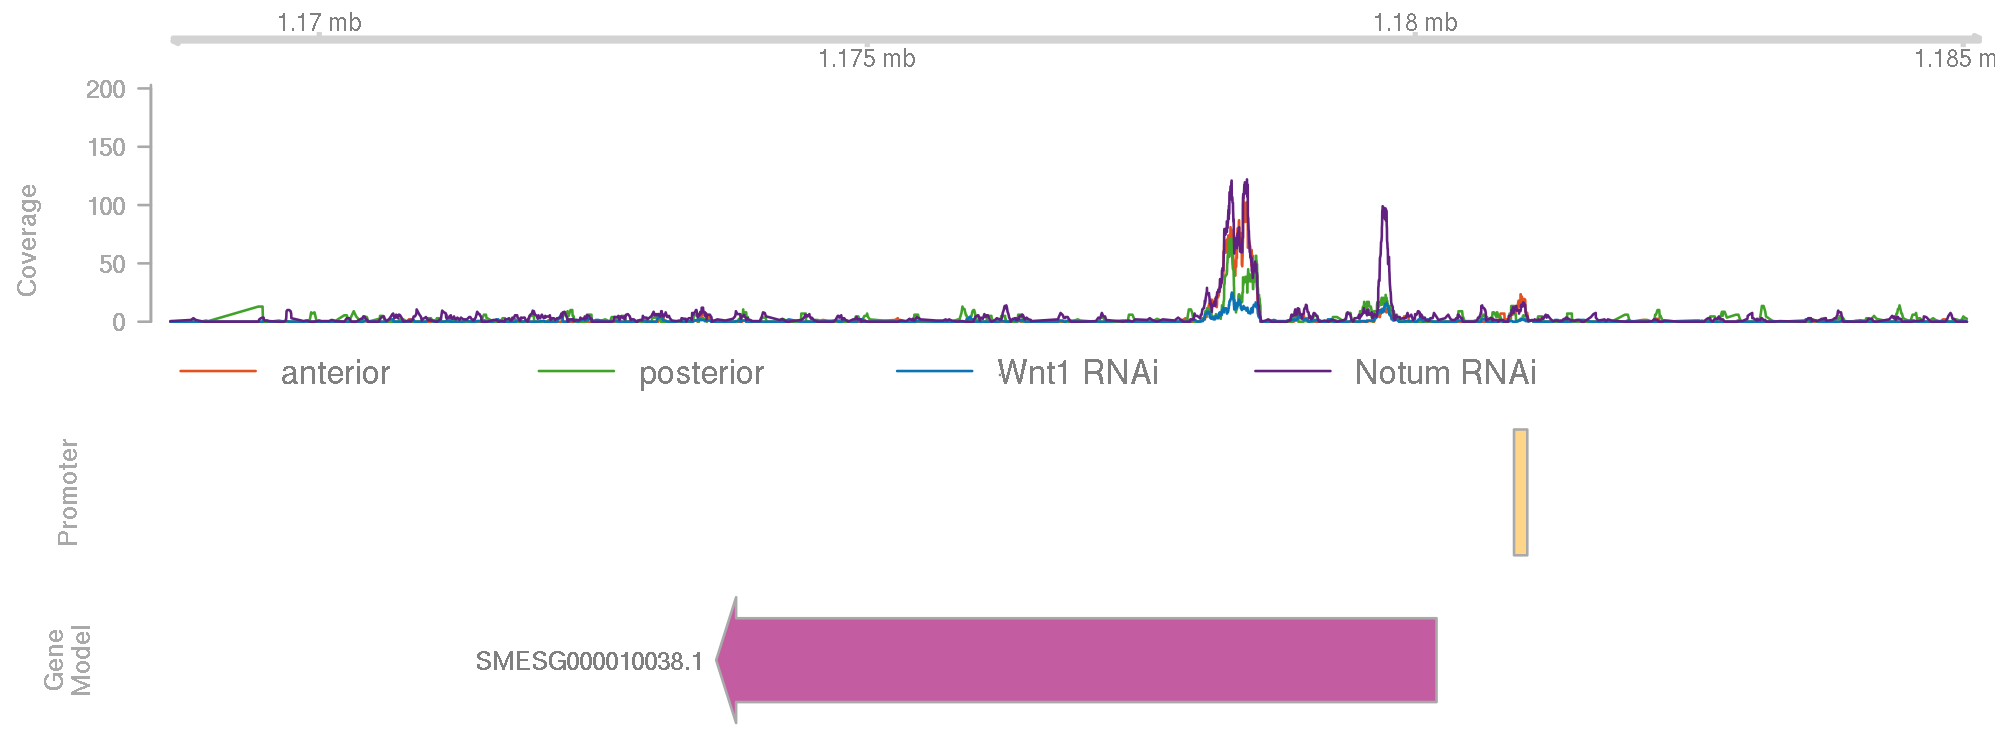 1.17 mb
1.18 mb
1.175 mb
1.185 m
200
150
100
50
0
Coverage
anterior
posterior
Wnt1 RNAi
Notum RNAi
Promoter
Gene
Model
SMESG000010038.1